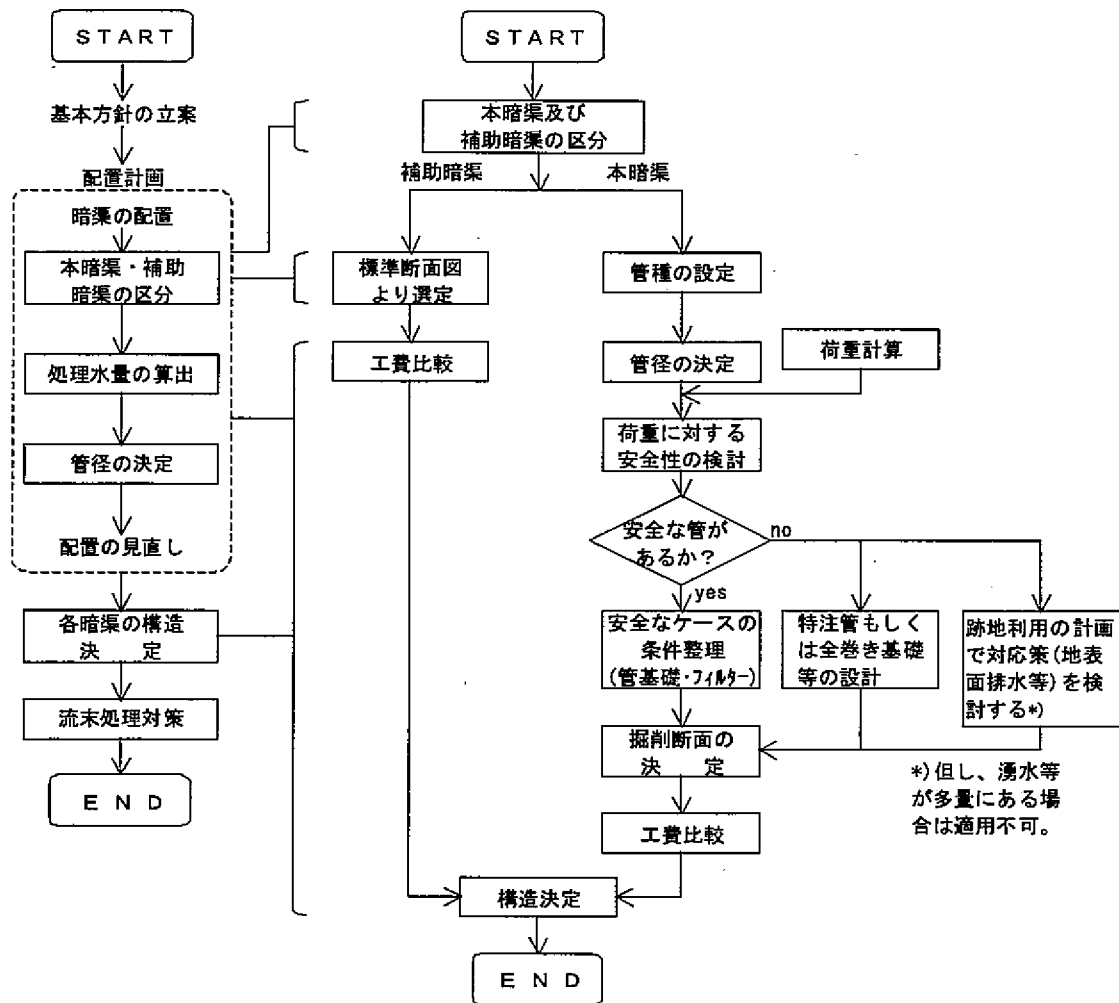 START
基本方針の立案
配置計画
暗渠の配置
本暗渠・補助
暗渠の区分
処理水量の算出
管径の決定
配置の見直し
各暗渠の構造
決　定
流末処理対策
END
START
本暗渠及び
補助暗渠の区分
補助暗渠
本暗渠
標準断面図
より選定
工費比較
管種の設定
管径の決定
荷重計算
荷重に対する
安全性の検討
安全な管が
あるか？
no
yes
安全なケースの
条件整理
(管基礎・ﾌｨﾙﾀｰ)
特注管もしく
は全巻き基礎
等の設計
跡地利用の計画
で対応策(地表
面排水等)を検
討する*)
掘削断面の
決　定
*)但し、湧水等
が多量にある場
合は適用不可。
工費比較
構造決定
END